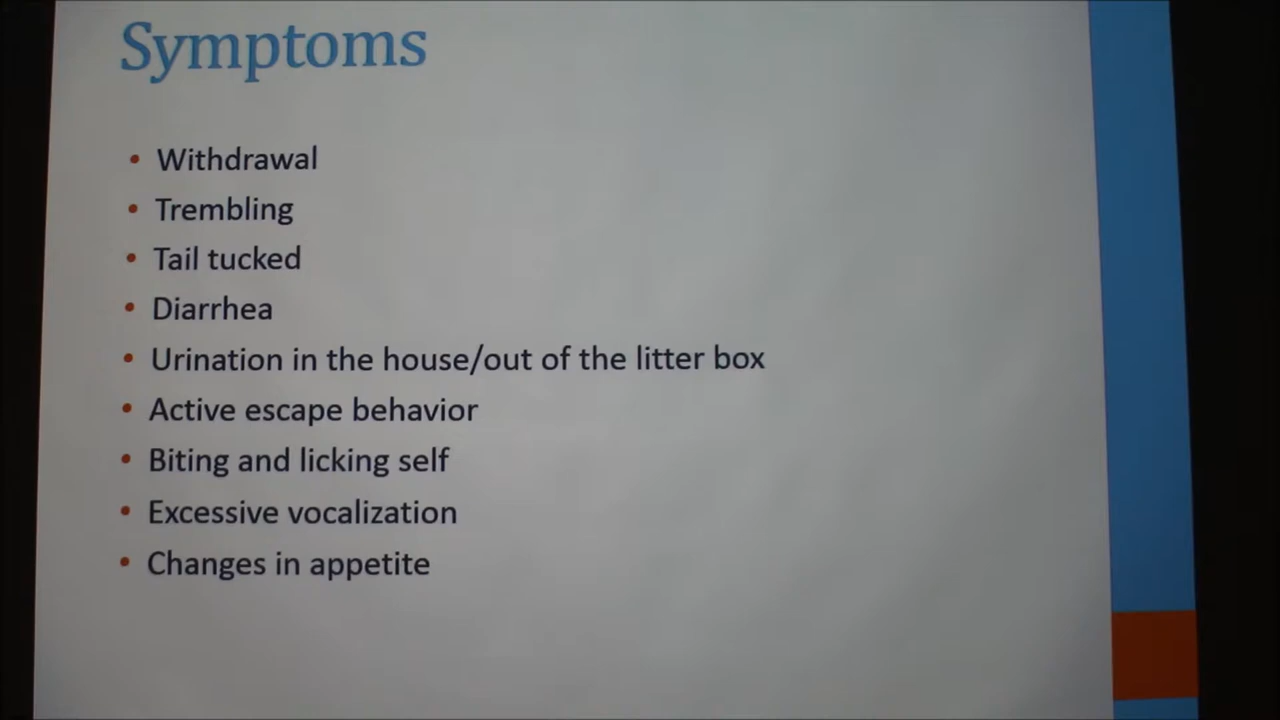 Symptoms
• Withdrawal
• Trembling
• Tail tucked
• Diarrhea
• Urination in the house/out of the litter box
• Active escape behavior
• Biting and licking self
• Excessive vocalization
• Changes in appetite